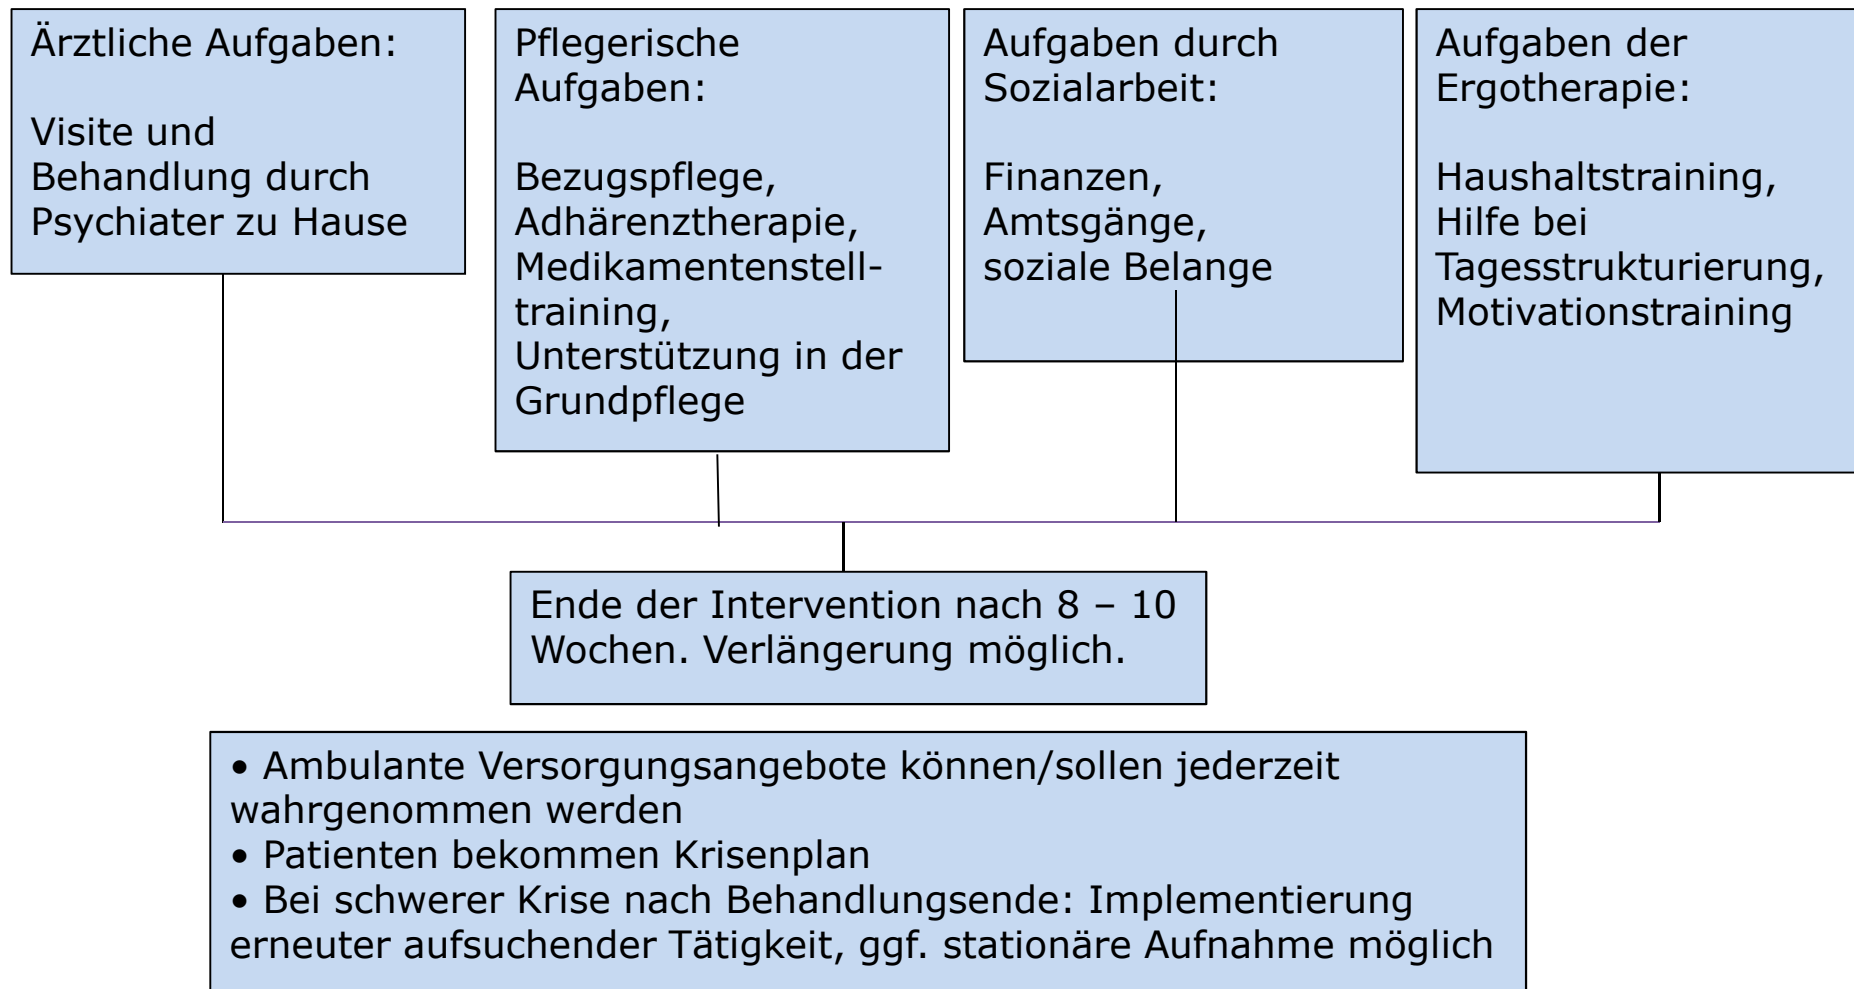 Ärztliche Aufgaben:
Visite und
Behandlung durch
Psychiater zu Hause
Pflegerische
Aufgaben:
Bezugspflege,
Adhärenztherapie,
Medikamentenstell-
training,
Unterstützung in der
Grundpflege
Aufgaben durch
Sozialarbeit:
Finanzen,
Amtsgänge,
soziale Belange
Aufgaben der
Ergotherapie:
Haushaltstraining,
Hilfe bei
Tagesstrukturierung,
Motivationstraining
Ende der Intervention nach 8 – 10
Wochen. Verlängerung möglich.
• Ambulante Versorgungsangebote können/sollen jederzeit
wahrgenommen werden
• Patienten bekommen Krisenplan
• Bei schwerer Krise nach Behandlungsende: Implementierung
erneuter aufsuchender Tätigkeit, ggf. stationäre Aufnahme möglich